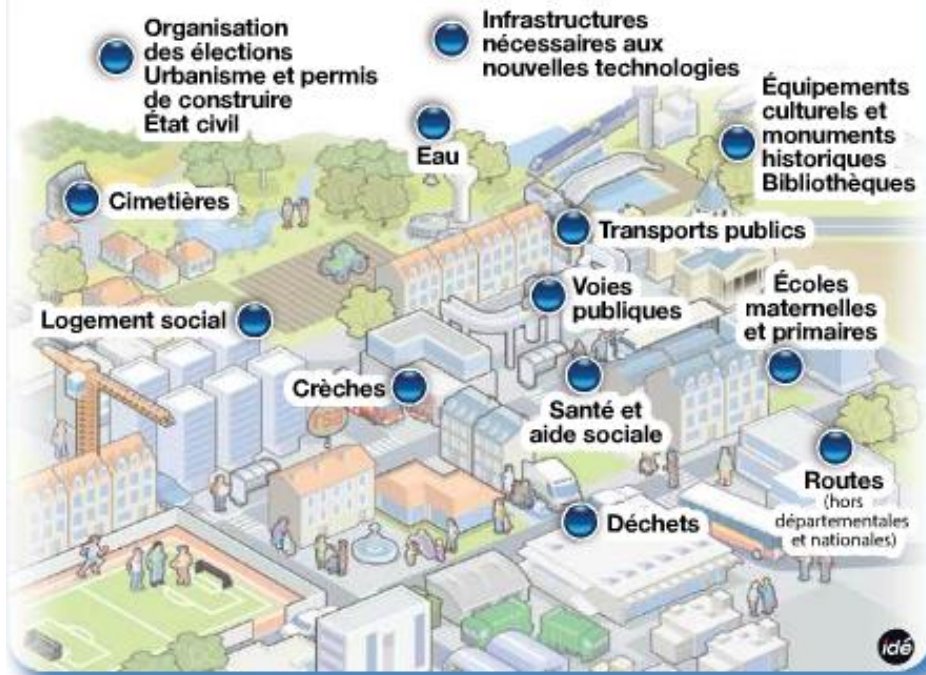 Organisation
des élections
Urbanisme et permis
de construire
État civil
Infrastructures
nécessaires aux
nouvelles technologies
Équipements
culturels et
monuments
historiques
Bibliothèques
Eau
Cimetières
Transports publics
Voies
publiques
Écoles
maternelles
et primaires
Logement social
Crèches
Santé et
aide sociale
Routes
(hors
départementales
et nationales)
Déchets
idé